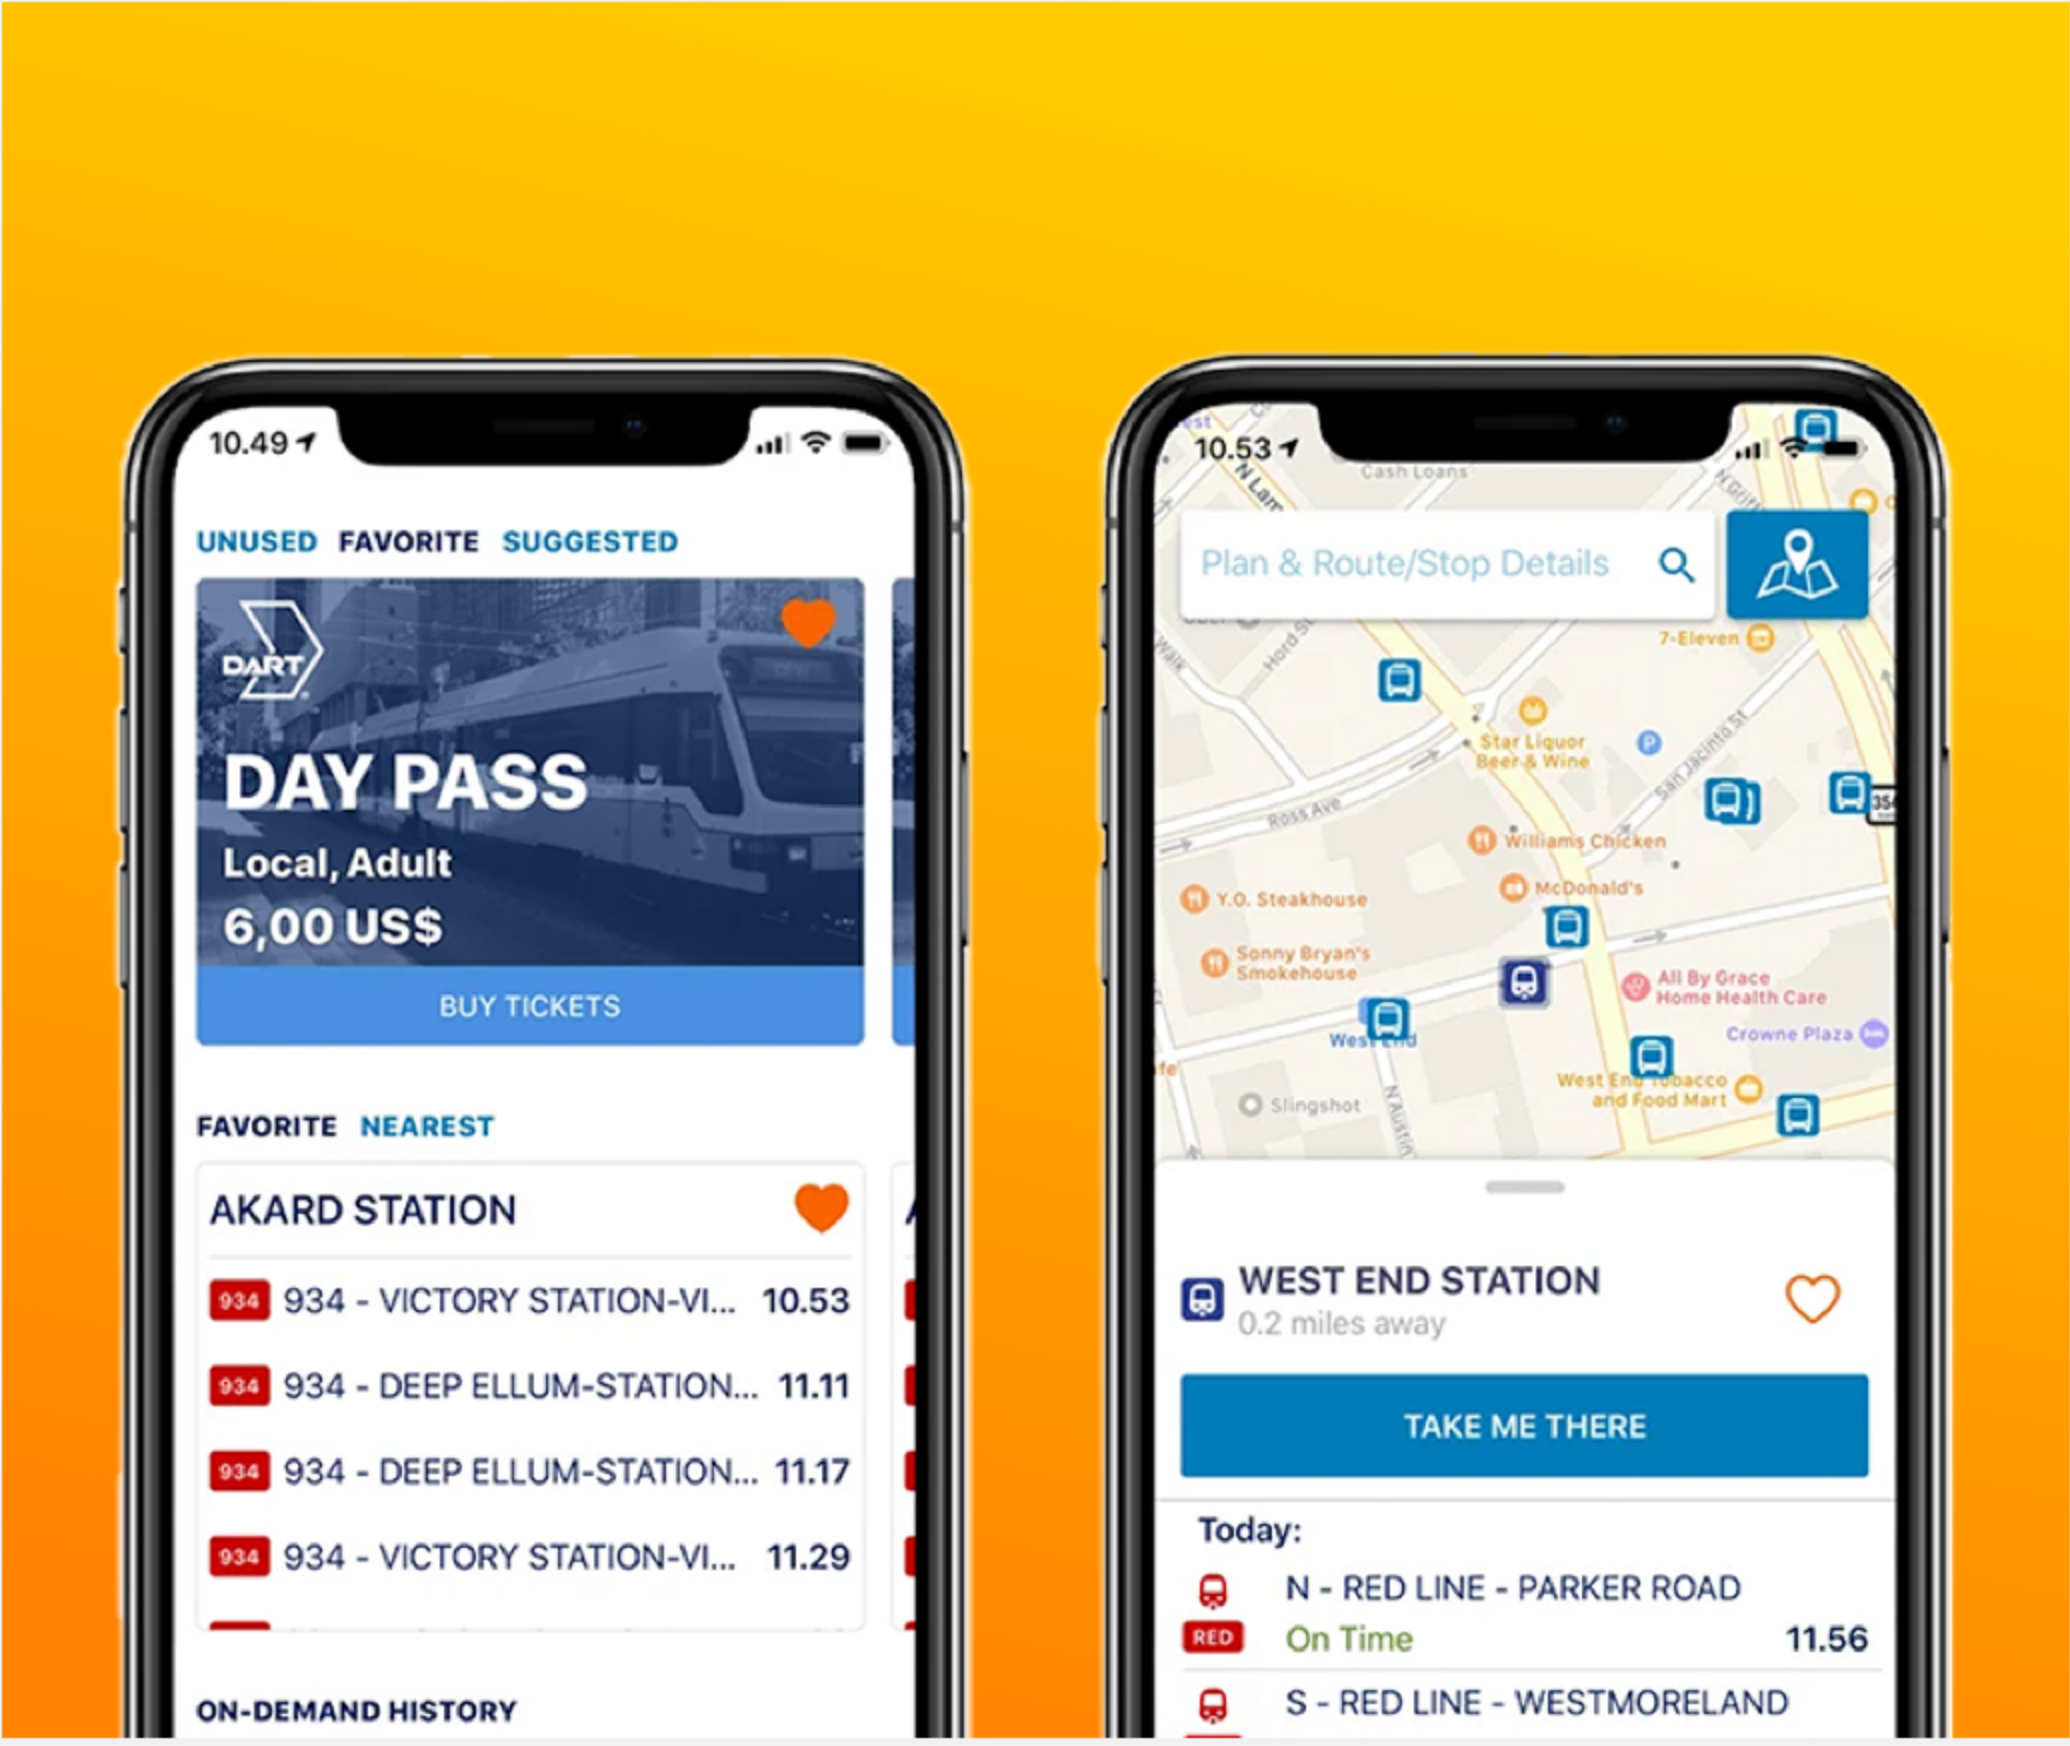 10.49
UNUSED FAVORITE SUGGESTED
DART
DAY PASS
Local, Adult
6,00 US$
BUY TICKETS
FAVORITE NEAREST
AKARD STATION
934 934 - VICTORY STATION-VI... 10.53
934 934 - DEEP ELLUM-STATION... 11.11
934 934 - DEEP ELLUM-STATION... 11.17
934 934 - VICTORY STATION-VI... 11.29
ON-DEMAND HISTORY
10.53
Cash Loans
N Lam
N Griff
Plan & Route/Stop Details
7-Eleven
Walk
Hord St
Star Liquor
Beer & Wine
P
San Jacinto St
354
Ross Ave
Williams Chicken
McDonald's
Y.O. Steakhouse
Sonny Bryan's
Smokehouse
All By Grace
Home Health Care
West End
Crowne Plaza
West End Tobacco
and Food Mart
Slingshot
N Austin
WEST END STATION
0.2 miles away
TAKE ME THERE
Today:
N - RED LINE - PARKER ROAD
RED On Time 11.56
S - RED LINE - WESTMORELAND